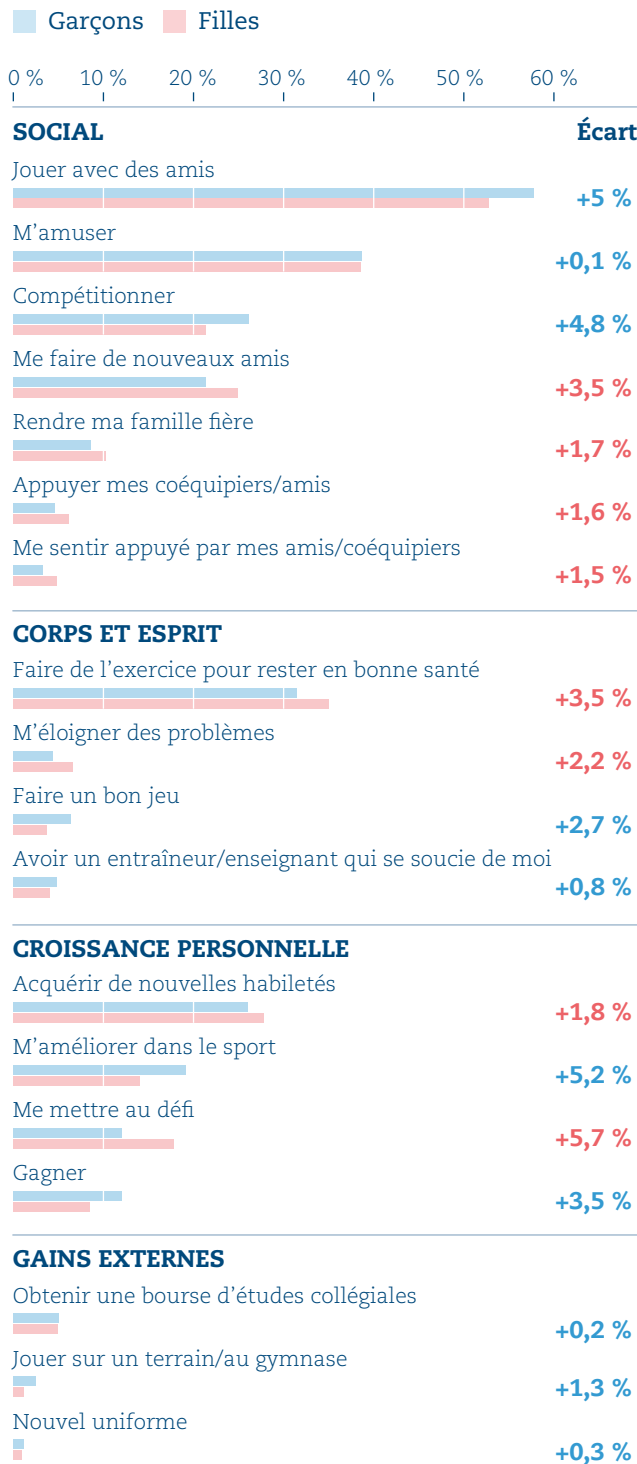 Garçons Filles
0 % 10 % 20 % 30 % 40 % 50 % 60 %
SOCIAL Écart
Jouer avec des amis
+5 %
M'amuser
+0,1 %
Compétitionner
+4,8 %
Me faire de nouveaux amis
+3,5 %
Rendre ma famille fière
+1,7 %
Appuyer mes coéquipiers/amis
+1,6 %
Me sentir appuyé par mes amis/coéquipiers
+1,5 %
CORPS ET ESPRIT
Faire de l'exercice pour rester en bonne santé
+3,5 %
M'éloigner des problèmes
+2,2 %
Faire un bon jeu
+2,7 %
Avoir un entraîneur/enseignant qui se soucie de moi
+0,8 %
CROISSANCE PERSONNELLE
Acquérir de nouvelles habiletés
+1,8 %
M'améliorer dans le sport
+5,2 %
Me mettre au défi
+5,7 %
Gagner
+3,5 %
GAINS EXTERNES
Obtenir une bourse d'études collégiales
+0,2 %
Jouer sur un terrain/au gymnase
+1,3 %
Nouvel uniforme
+0,3 %